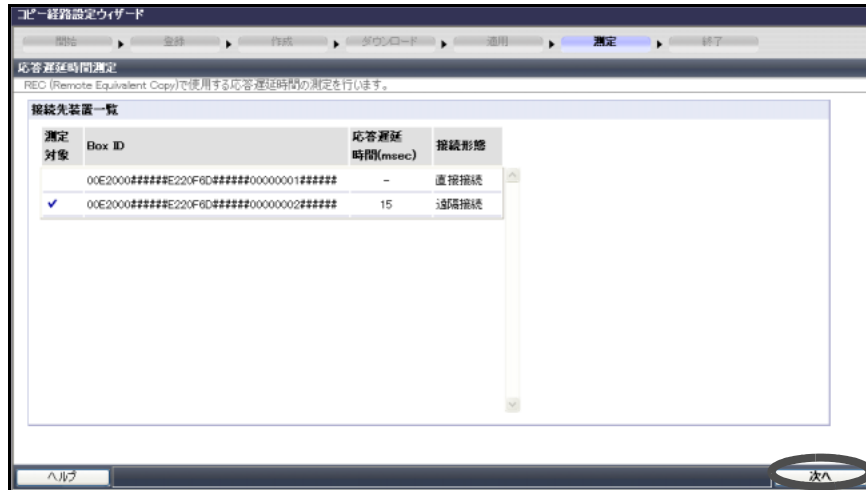 コピー経路設定ウィザード
開始 登録 作成 ダウンロード 適用 測定 終了
応答遅延時間測定
REC (Remote Equivalent Copy)で使用する応答遅延時間の測定を行います。
接続先装置一覧
測定対象 Box ID 応答遅延時間(msec) 接続形態
00E2000######E220F6D######00000001###### - 直接接続
✔ 00E2000######E220F6D######00000002###### 15 遠隔接続
ヘルプ 次へ